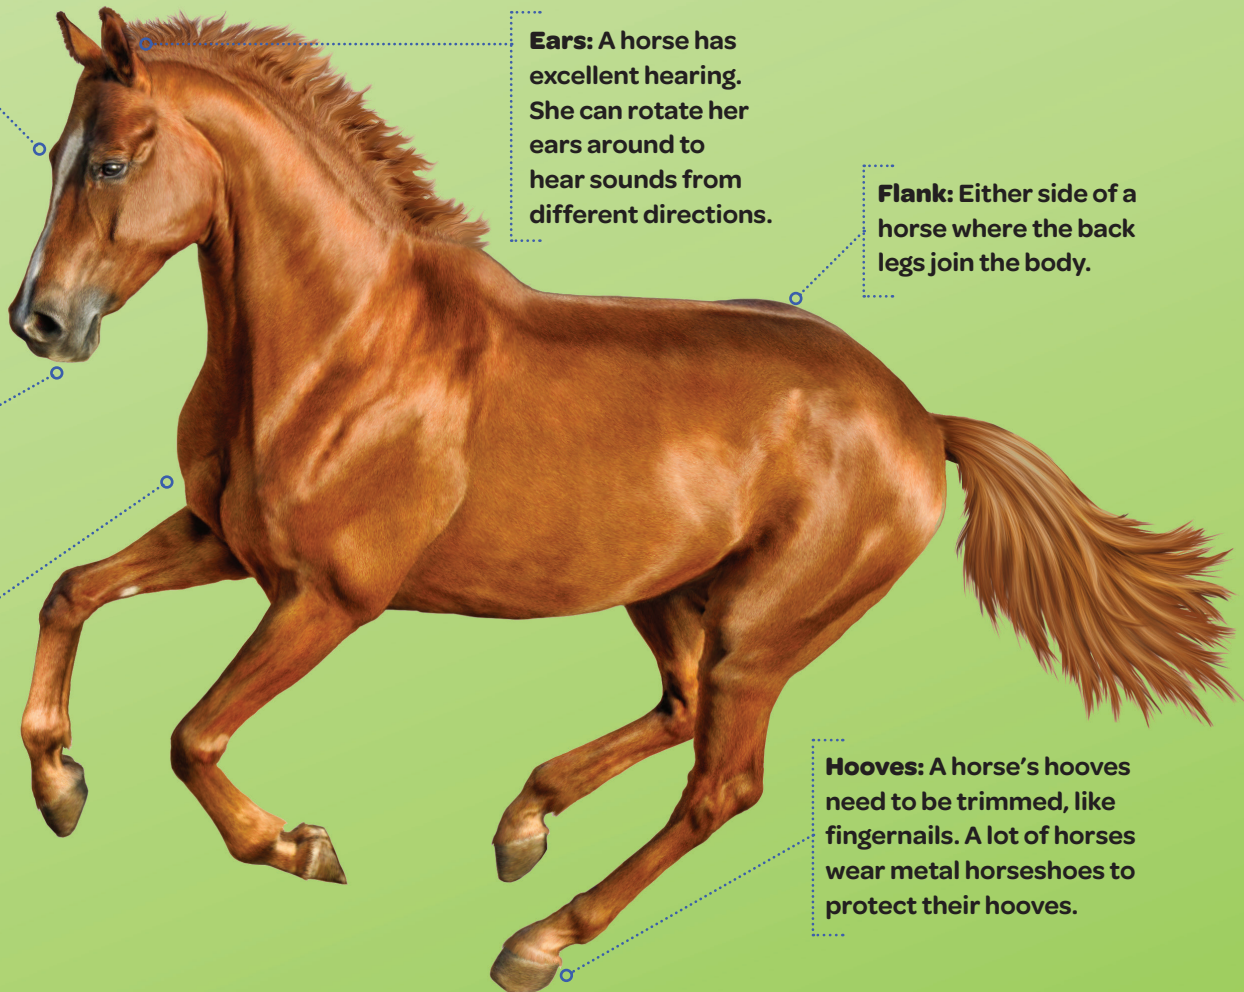 Ears: A horse has
excellent hearing.
She can rotate her
ears around to
hear sounds from
different directions.
Flank: Either side of a
horse where the back
legs join the body.
Hooves: A horse’s hooves
need to be trimmed, like
fingernails. A lot of horses
wear metal horseshoes to
protect their hooves.